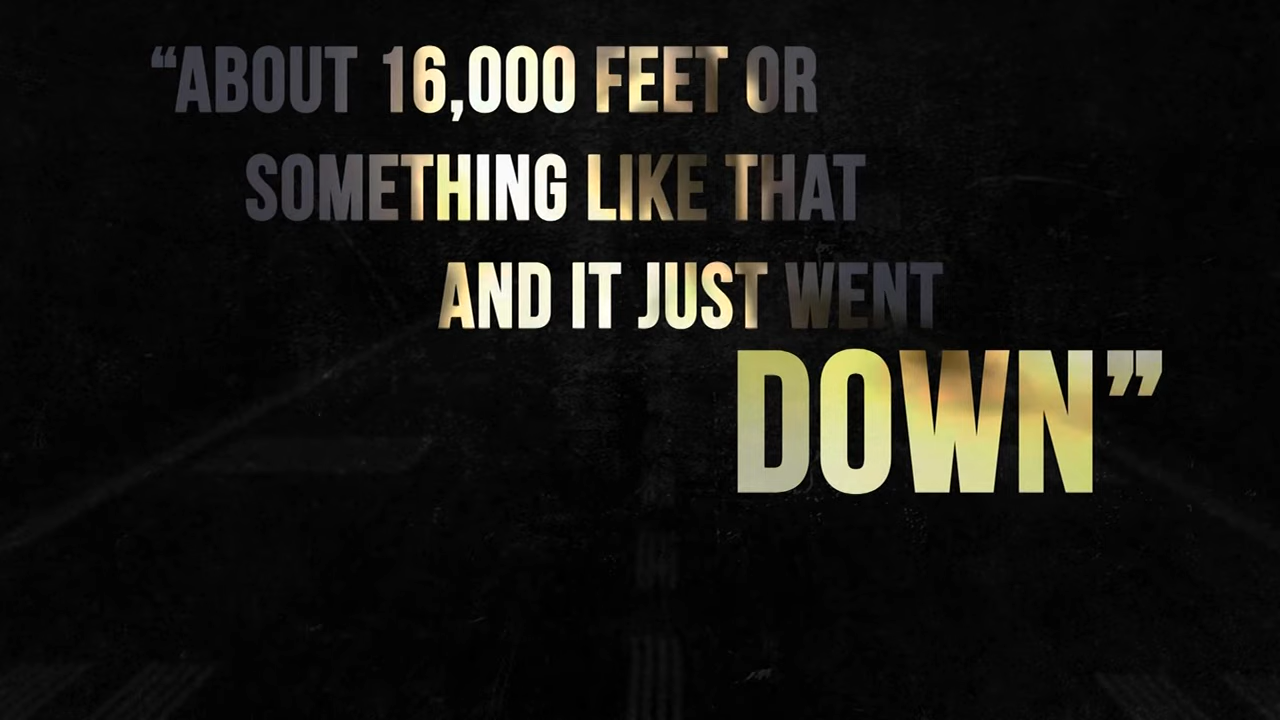 “ABOUT 16,000 FEET OR
SOMETHING LIKE THAT
AND IT JUST WENT
DOWN”